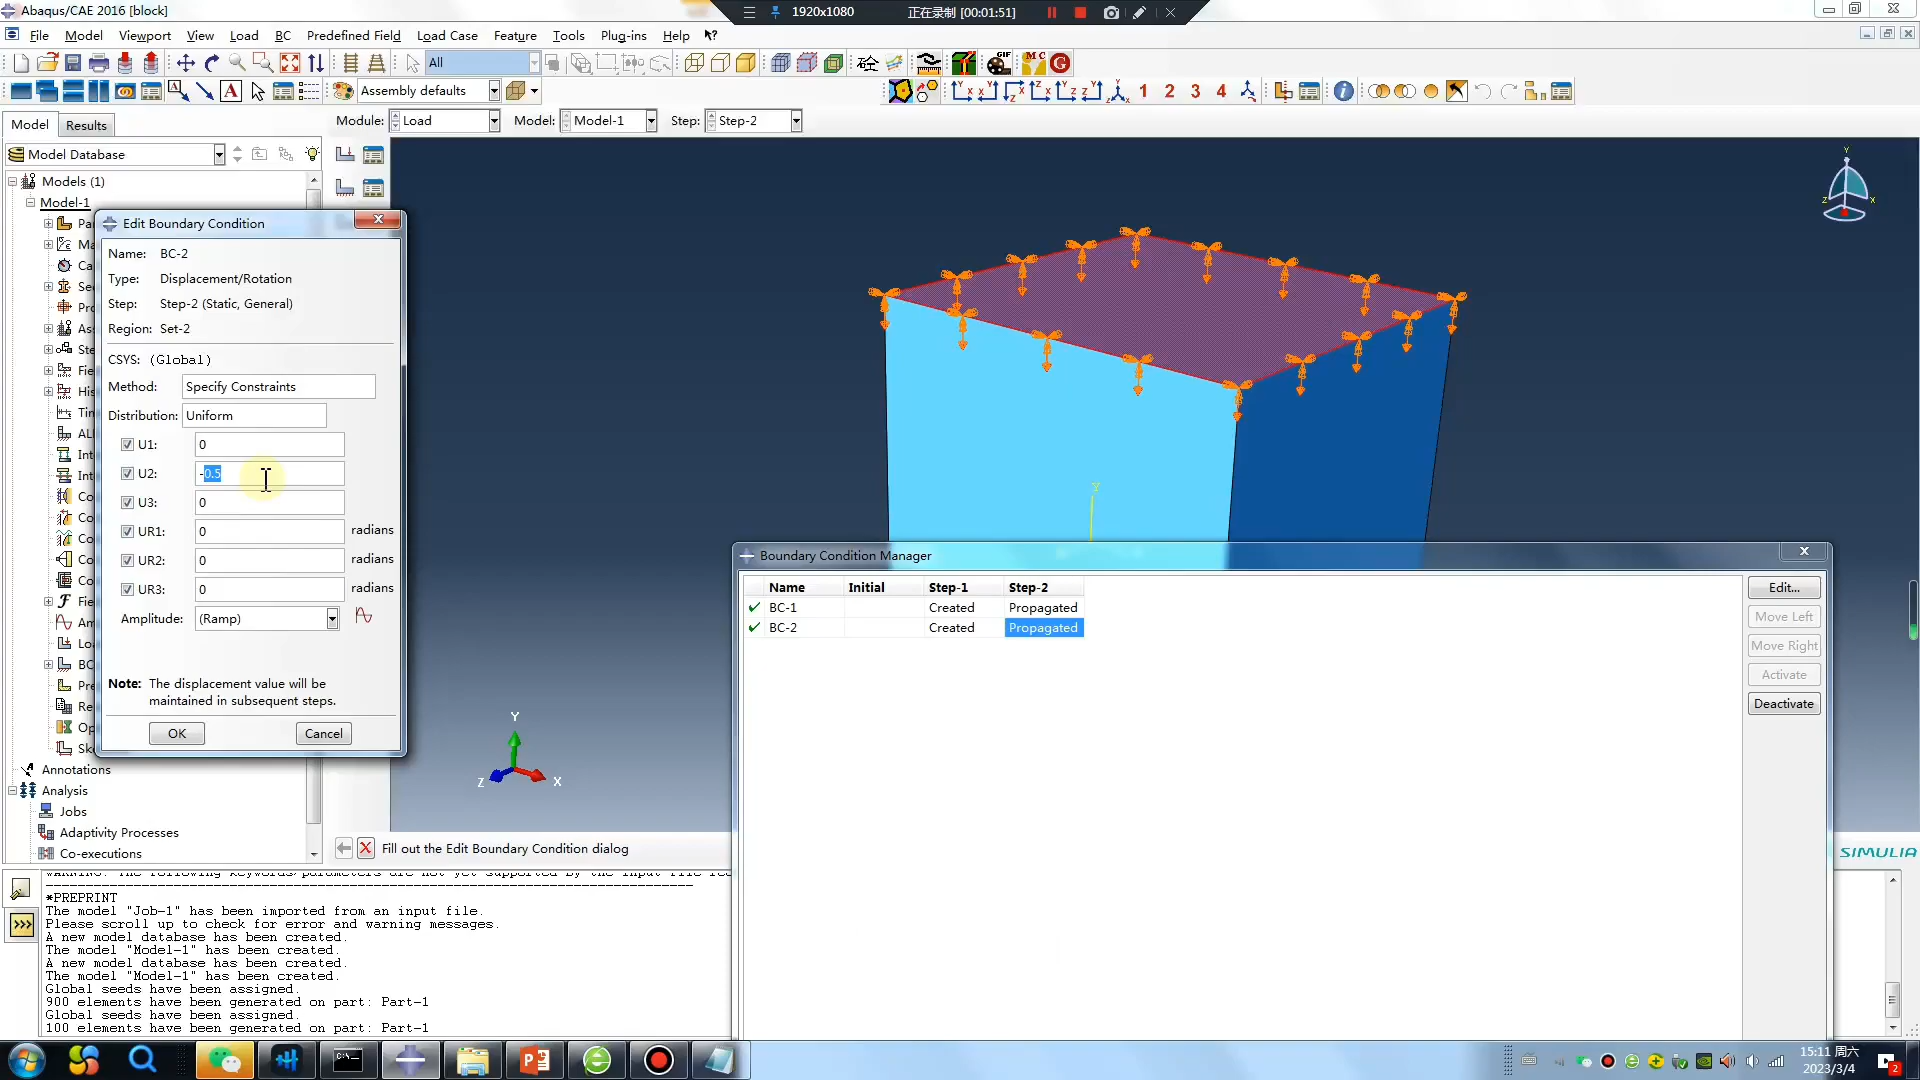 Abaqus/CAE 2016 [block]
1920x1080
正在录制 [00:01:51]
File Model Viewport View Load BC Predefined Field Load Case Feature Tools Plug-ins Help
All
Assembly defaults
1 2 3 4
Model Results
Module: Load Model: Model-1 Step: Step-2
Model Database
Models (1)
Model-1
Edit Boundary Condition
Name: BC-2
Type: Displacement/Rotation
Step: Step-2 (Static, General)
Region: Set-2
CSYS: (Global)
Method: Specify Constraints
Distribution: Uniform
U1: 0
U2: -0.5
U3: 0
UR1: 0 radians
UR2: 0 radians
UR3: 0 radians
Amplitude: (Ramp)
Note: The displacement value will be
maintained in subsequent steps.
OK Cancel
Annotations
Analysis
Jobs
Adaptivity Processes
Co-executions
Y
Z X
Y
Y
Z X
Boundary Condition Manager
Name Initial Step-1 Step-2
BC-1 Created Propagated
BC-2 Created Propagated
Edit...
Move Left
Move Right
Activate
Deactivate
Fill out the Edit Boundary Condition dialog
SIMULIA
*PREPRINT
The model "Job-1" has been imported from an input file.
Please scroll up to check for error and warning messages.
A new model database has been created.
The model "Model-1" has been created.
A new model database has been created.
The model "Model-1" has been created.
Global seeds have been assigned.
900 elements have been generated on part: Part-1
Global seeds have been assigned.
100 elements have been generated on part: Part-1
15:11 周六
2023/3/4
2